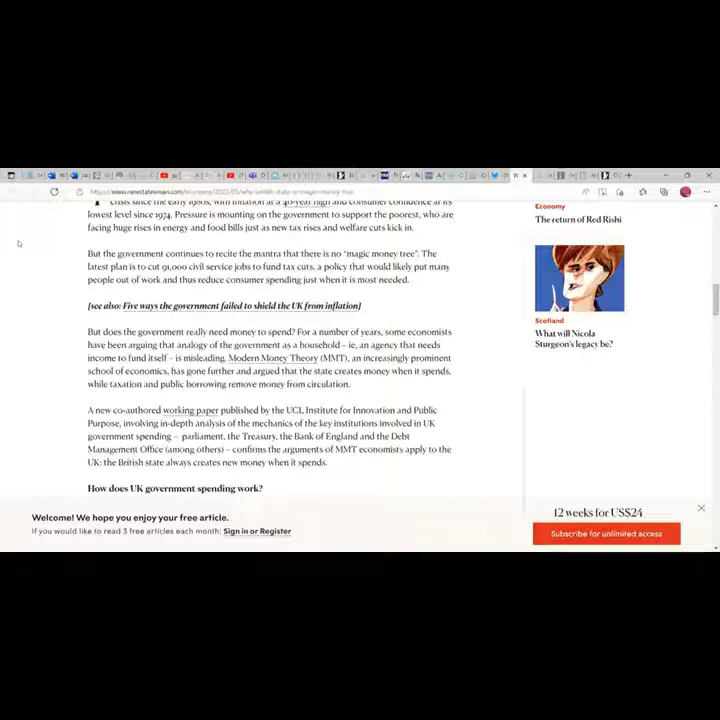 www.newstatesman.com/economy/2022/05/why-british-state-is-magic-money-tree
crisis since the early 1980s, with inflation at a 40-year high and consumer confidence at its
lowest level since 1974. Pressure is mounting on the government to support the poorest, who are
facing huge rises in energy and food bills just as new tax rises and welfare cuts kick in.
But the government continues to recite the mantra that there is no “magic money tree”. The
latest plan is to cut 91,000 civil service jobs to fund tax cuts, a policy that would likely put many
people out of work and thus reduce consumer spending just when it is most needed.
[see also: Five ways the government failed to shield the UK from inflation]
But does the government really need money to spend? For a number of years, some economists
have been arguing that analogy of the government as a household – ie, an agency that needs
income to fund itself – is misleading. Modern Money Theory (MMT), an increasingly prominent
school of economics, has gone further and argued that the state creates money when it spends,
while taxation and public borrowing remove money from circulation.
A new co-authored working paper published by the UCL Institute for Innovation and Public
Purpose, involving in-depth analysis of the mechanics of the key institutions involved in UK
government spending – parliament, the Treasury, the Bank of England and the Debt
Management Office (among others) – confirms the arguments of MMT economists apply to the
UK: the British state always creates new money when it spends.
How does UK government spending work?
Economy
The return of Red Rishi
Scotland
What will Nicola
Sturgeon's legacy be?
Welcome! We hope you enjoy your free article.
If you would like to read 3 free articles each month: Sign in or Register
12 weeks for US$24
Subscribe for unlimited access